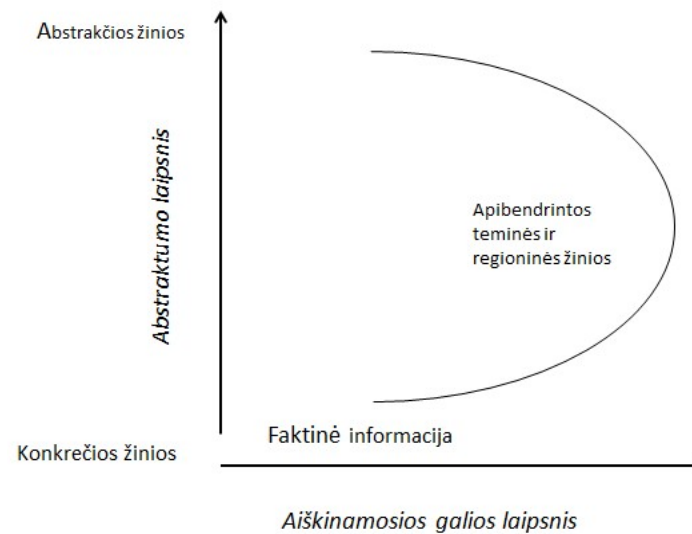 Abstrakčios žinios
Abstraktumo laipsnis
Apibendrintos
teminės ir
regioninės žinios
Faktinė informacija
Konkrečios žinios
Aiškinamosios galios laipsnis